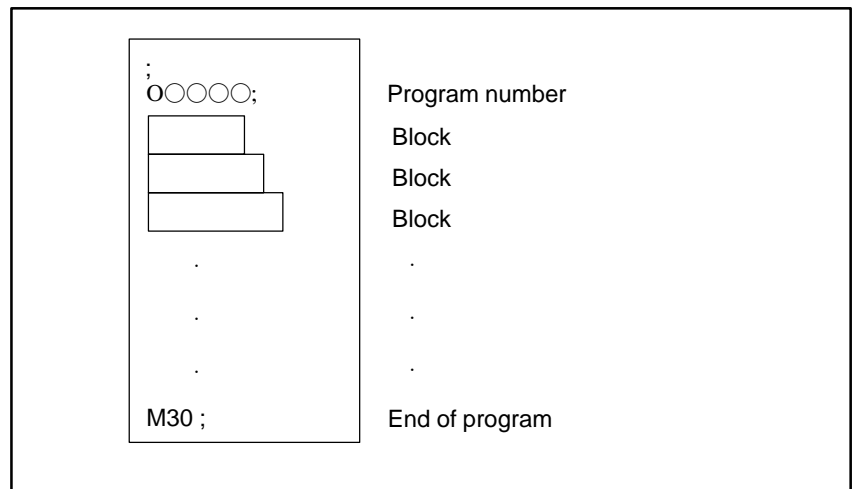 ;
O○○○○; Program number
Block
Block
Block
. .
. .
. .
M30 ; End of program